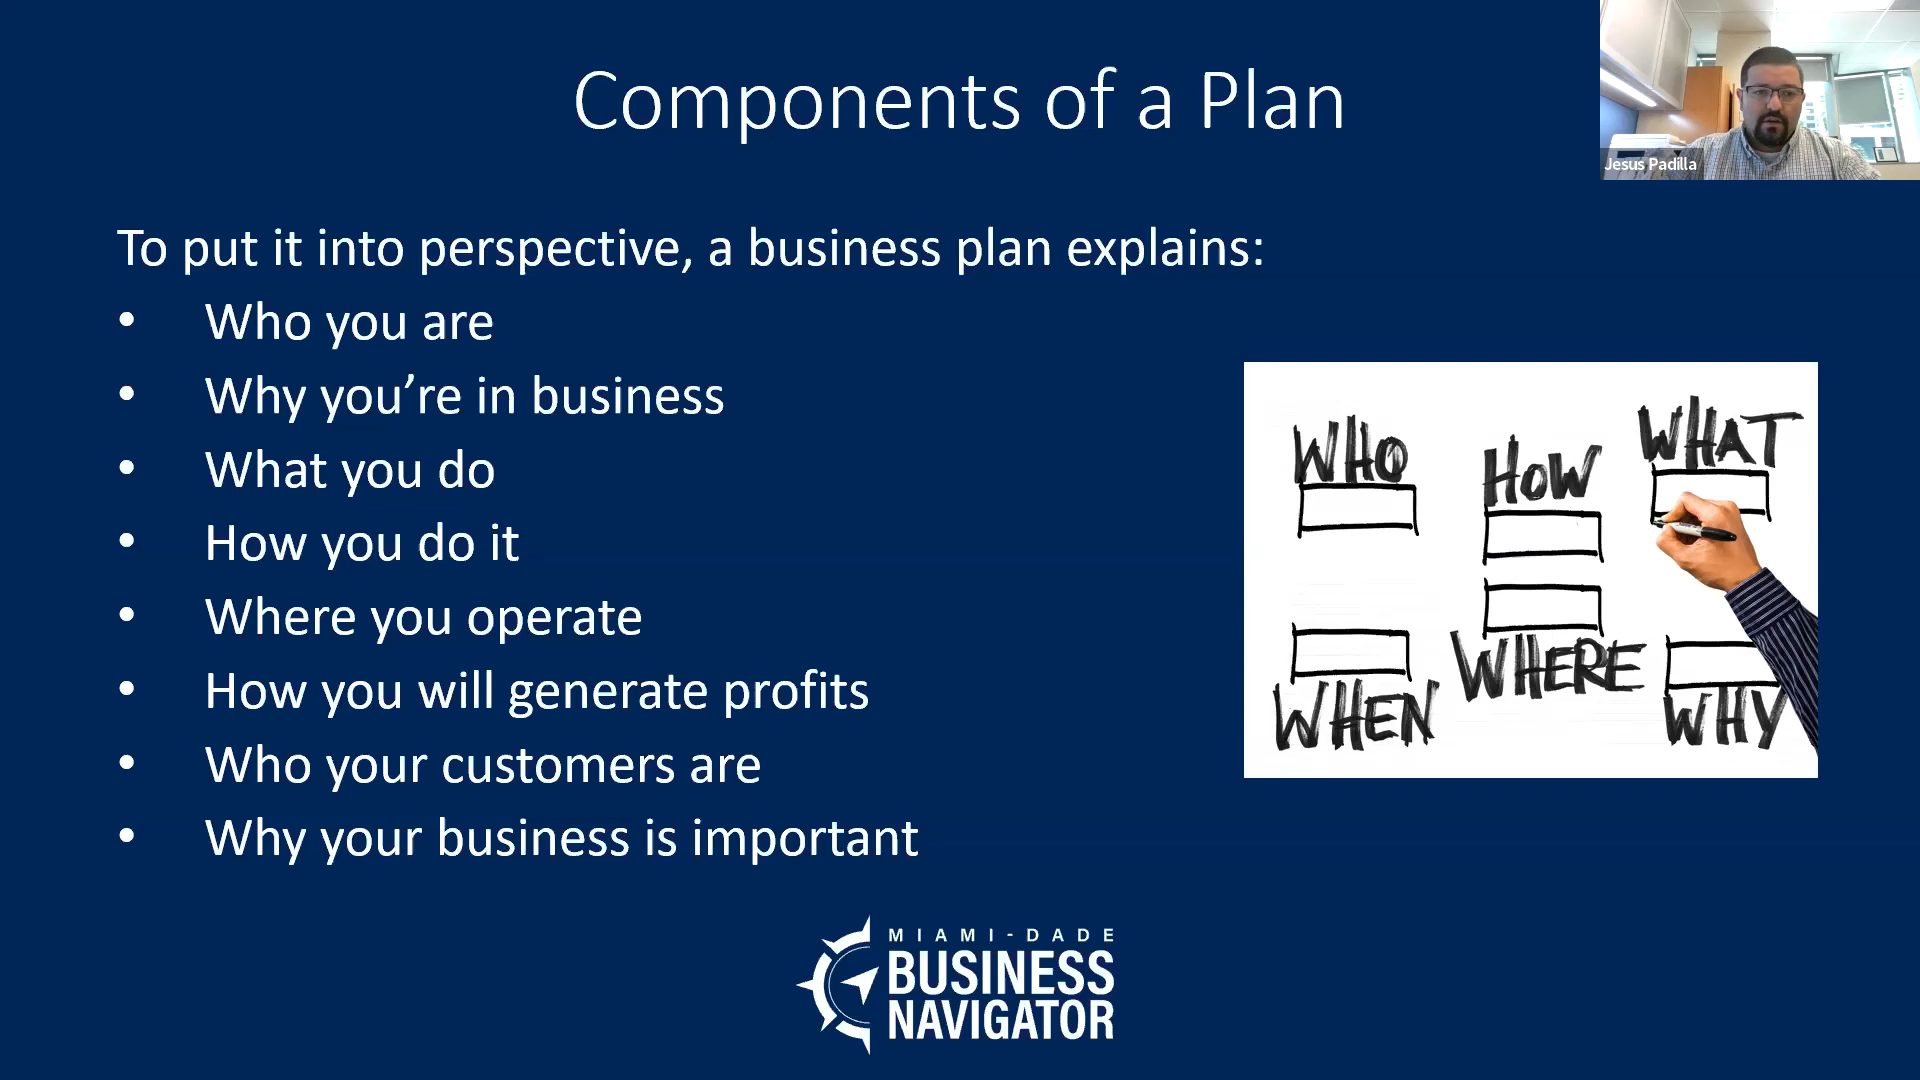 Components of a Plan
Jesus Padilla
To put it into perspective, a business plan explains:
• Who you are
• Why you’re in business
• What you do
• How you do it
• Where you operate
• How you will generate profits
• Who your customers are
• Why your business is important
WHO
HOW
WHAT
WHEN
WHERE
WHY
MIAMI-DADE
BUSINESS
NAVIGATOR